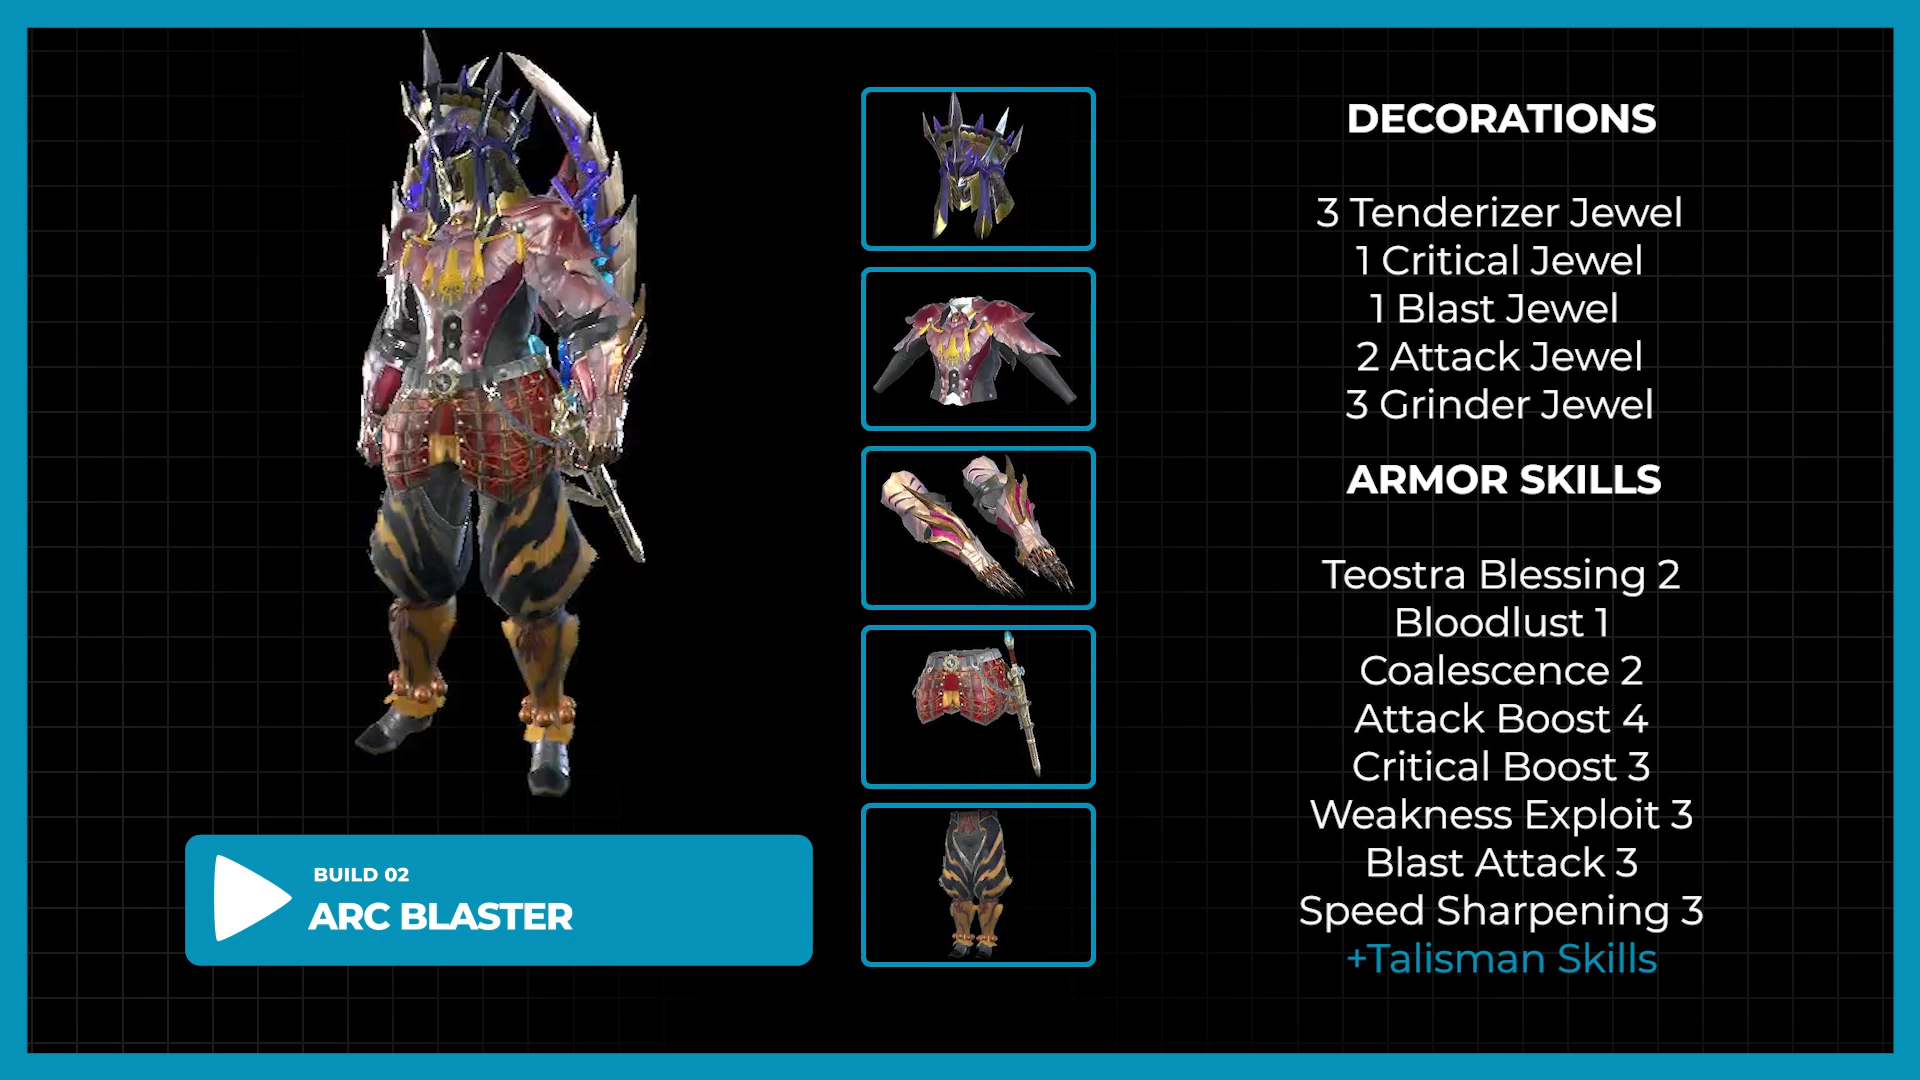 BUILD 02
ARC BLASTER
DECORATIONS
3 Tenderizer Jewel
1 Critical Jewel
1 Blast Jewel
2 Attack Jewel
3 Grinder Jewel
ARMOR SKILLS
Teostra Blessing 2
Bloodlust 1
Coalescence 2
Attack Boost 4
Critical Boost 3
Weakness Exploit 3
Blast Attack 3
Speed Sharpening 3
+Talisman Skills